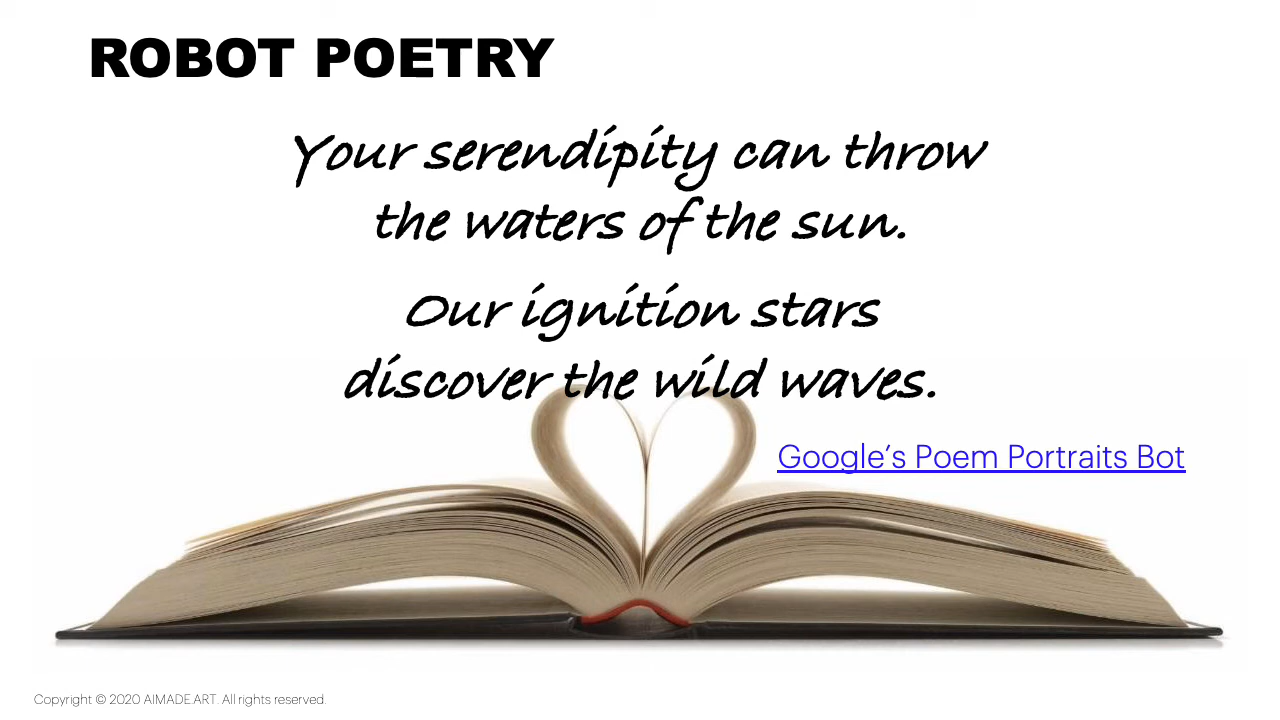 ROBOT POETRY
Your serendipity can throw
the waters of the sun.
Our ignition stars
discover the wild waves.
Google’s Poem Portraits Bot
Copyright © 2020 AIMADE.ART. All rights reserved.